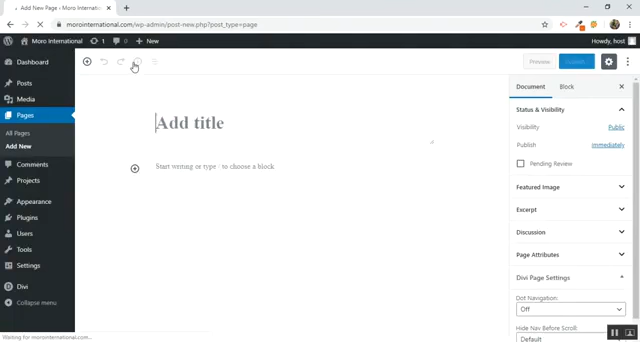 Add New Page ‹ Moro Internationa
morointernational.com/wp-admin/post-new.php?post_type=page
Moro International 1 0 New Howdy, host
Dashboard
Posts
Media
Pages
All Pages
Add New
Comments
Projects
Appearance
Plugins
Users
Tools
Settings
Divi
Collapse menu
Preview
Add title
Start writing or type / to choose a block
Document Block
Status & Visibility
Visibility Public
Publish Immediately
Pending Review
Featured Image
Excerpt
Discussion
Page Attributes
Divi Page Settings
Dot Navigation:
Off
Hide Nav Before Scroll:
Default
Waiting for morointernational.com...